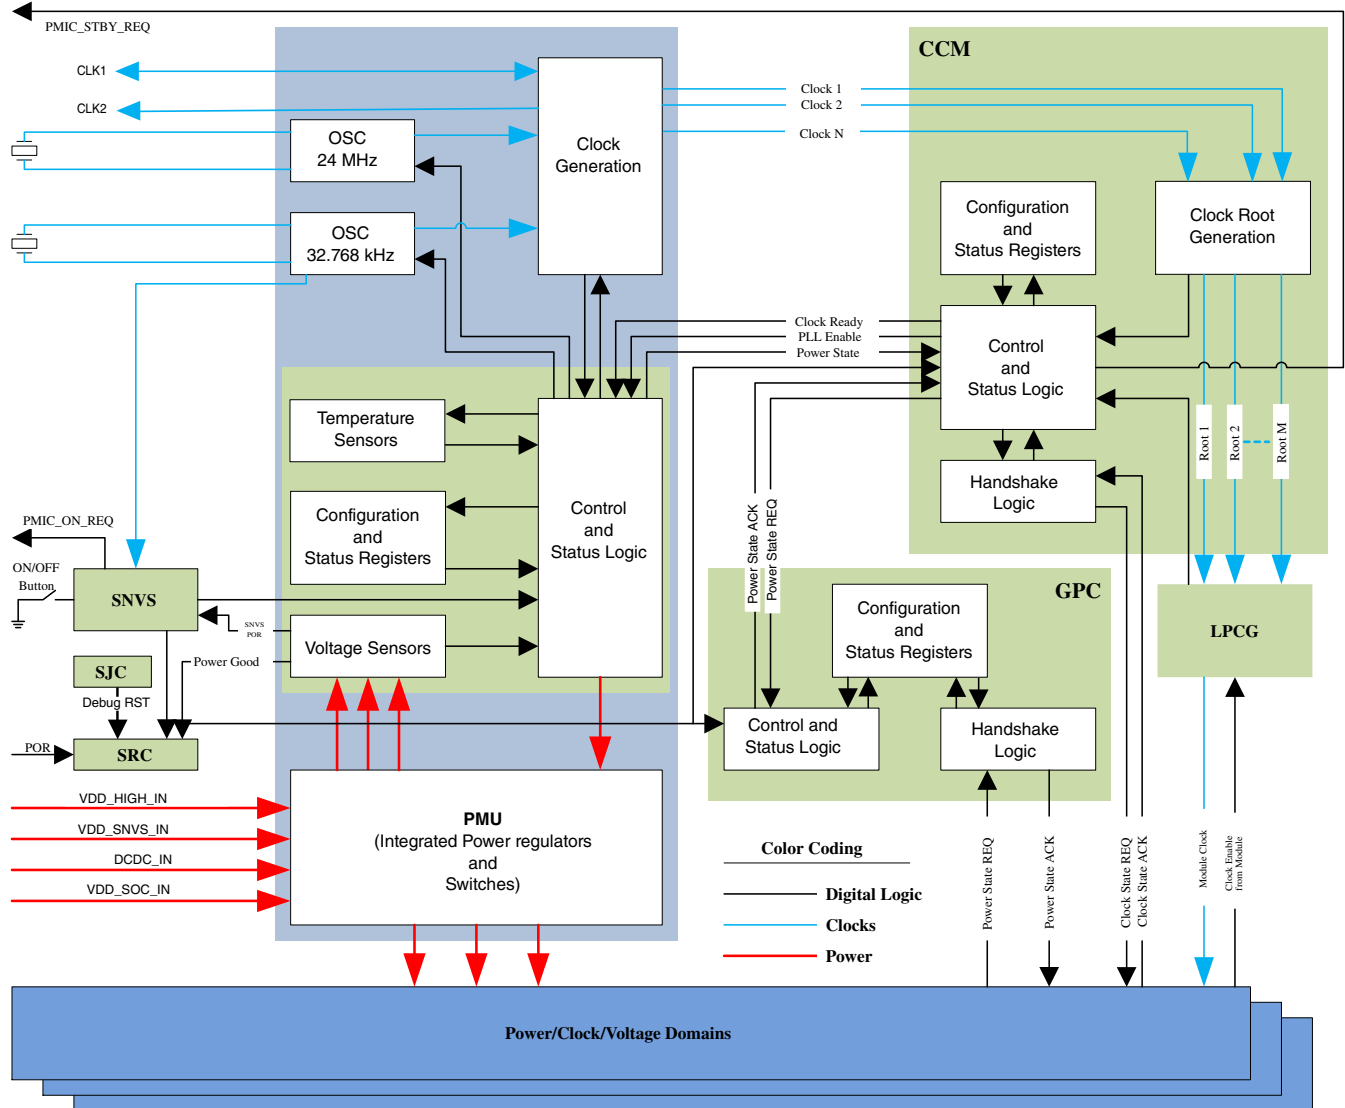 PMIC_STBY_REQ
CCM
CLK1
CLK2
Clock 1
Clock 2
Clock N
OSC
24 MHz
Clock
Generation
OSC
32.768 kHz
Configuration
and
Status Registers
Clock Root
Generation
Clock Ready
PLL Enable
Power State
Control
and
Status Logic
Root 1
Root 2
Root M
Handshake
Logic
Temperature
Sensors
Configuration
and
Status Registers
Control
and
Status Logic
PMIC_ON_REQ
ON/OFF
Button
SNVS
SNVS
POR
Voltage Sensors
Power Good
SJC
Debug RST
POR
SRC
Power State ACK
Power State REQ
GPC
Configuration
and
Status Registers
Control and
Status Logic
Handshake
Logic
LPCG
VDD_HIGH_IN
VDD_SNVS_IN
DCDC_IN
VDD_SOC_IN
PMU
(Integrated Power regulators
and
Switches)
Color Coding
Digital Logic
Clocks
Power
Power State REQ
Power State ACK
Clock State REQ
Clock State ACK
Module Clock
Clock Enable
from Module
Power/Clock/Voltage Domains